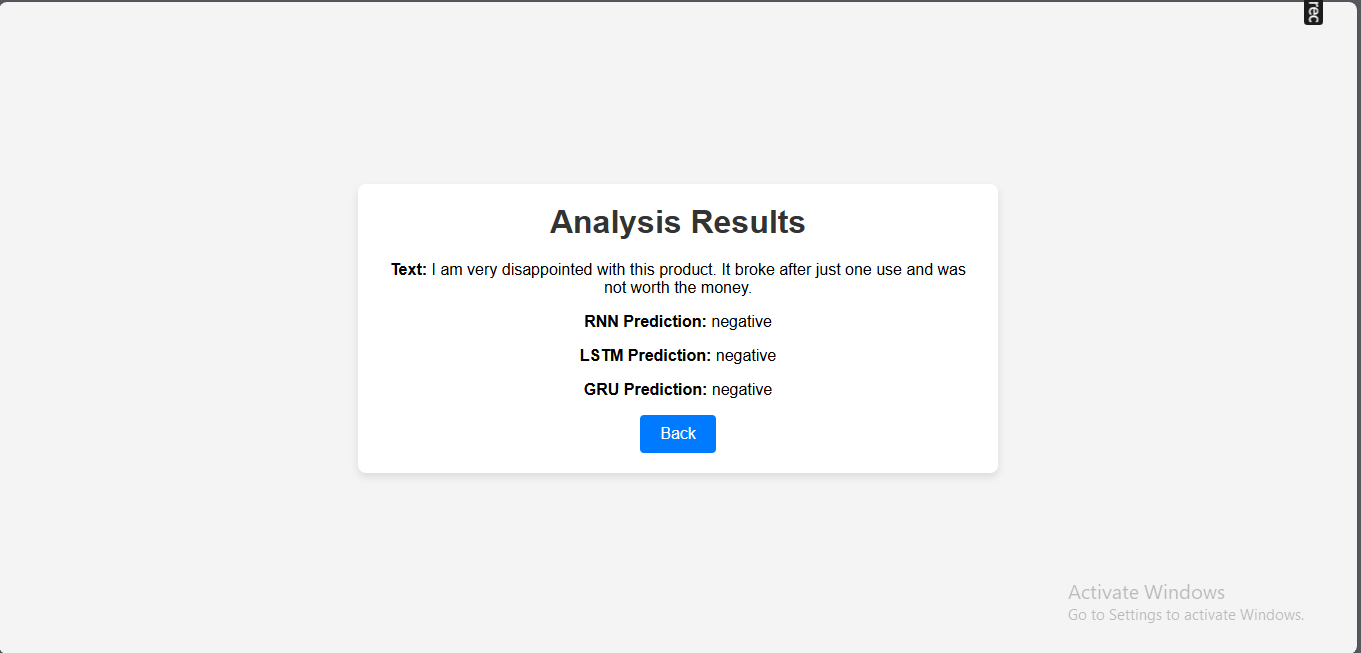 rec
Analysis Results
Text: I am very disappointed with this product. It broke after just one use and was
not worth the money.
RNN Prediction: negative
LSTM Prediction: negative
GRU Prediction: negative
Back
Activate Windows
Go to Settings to activate Windows.